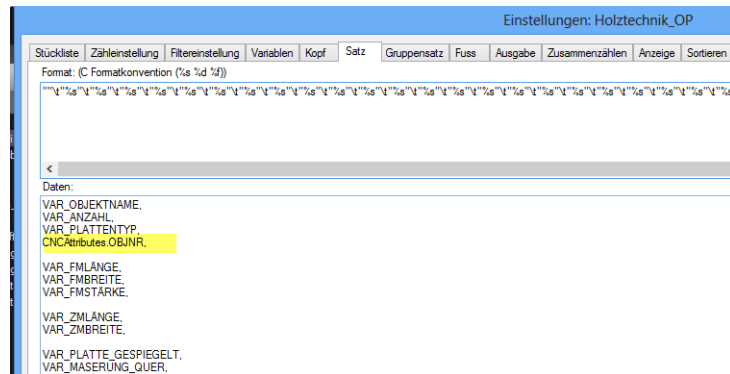 Einstellungen: Holztechnik_OP
Stückliste Zähleinstellung Filtereinstellung Variablen Kopf Satz Gruppensatz Fuss Ausgabe Zusammenzählen Anzeige Sortieren
Format: (C Formatkonvention (%s %d %f))
""\t"%s"\t"%s"\t"%s"\t"%s"\t"%s"\t"%s"\t"%s"\t"%s"\t"%s"\t"%s"\t"%s"\t"%s"\t"%s"\t"%s"\t"%s"\t"%s"\t"%s"\t"%s"\t"%s
Daten:
VAR_OBJEKTNAME,
VAR_ANZAHL,
VAR_PLATTENTYP,
CNCAttributes.OBJNR,
VAR_FMLÄNGE,
VAR_FMBREITE,
VAR_FMSTÄRKE,
VAR_ZMLÄNGE,
VAR_ZMBREITE,
VAR_PLATTE_GESPIEGELT,
VAR_MASERUNG_QUER,